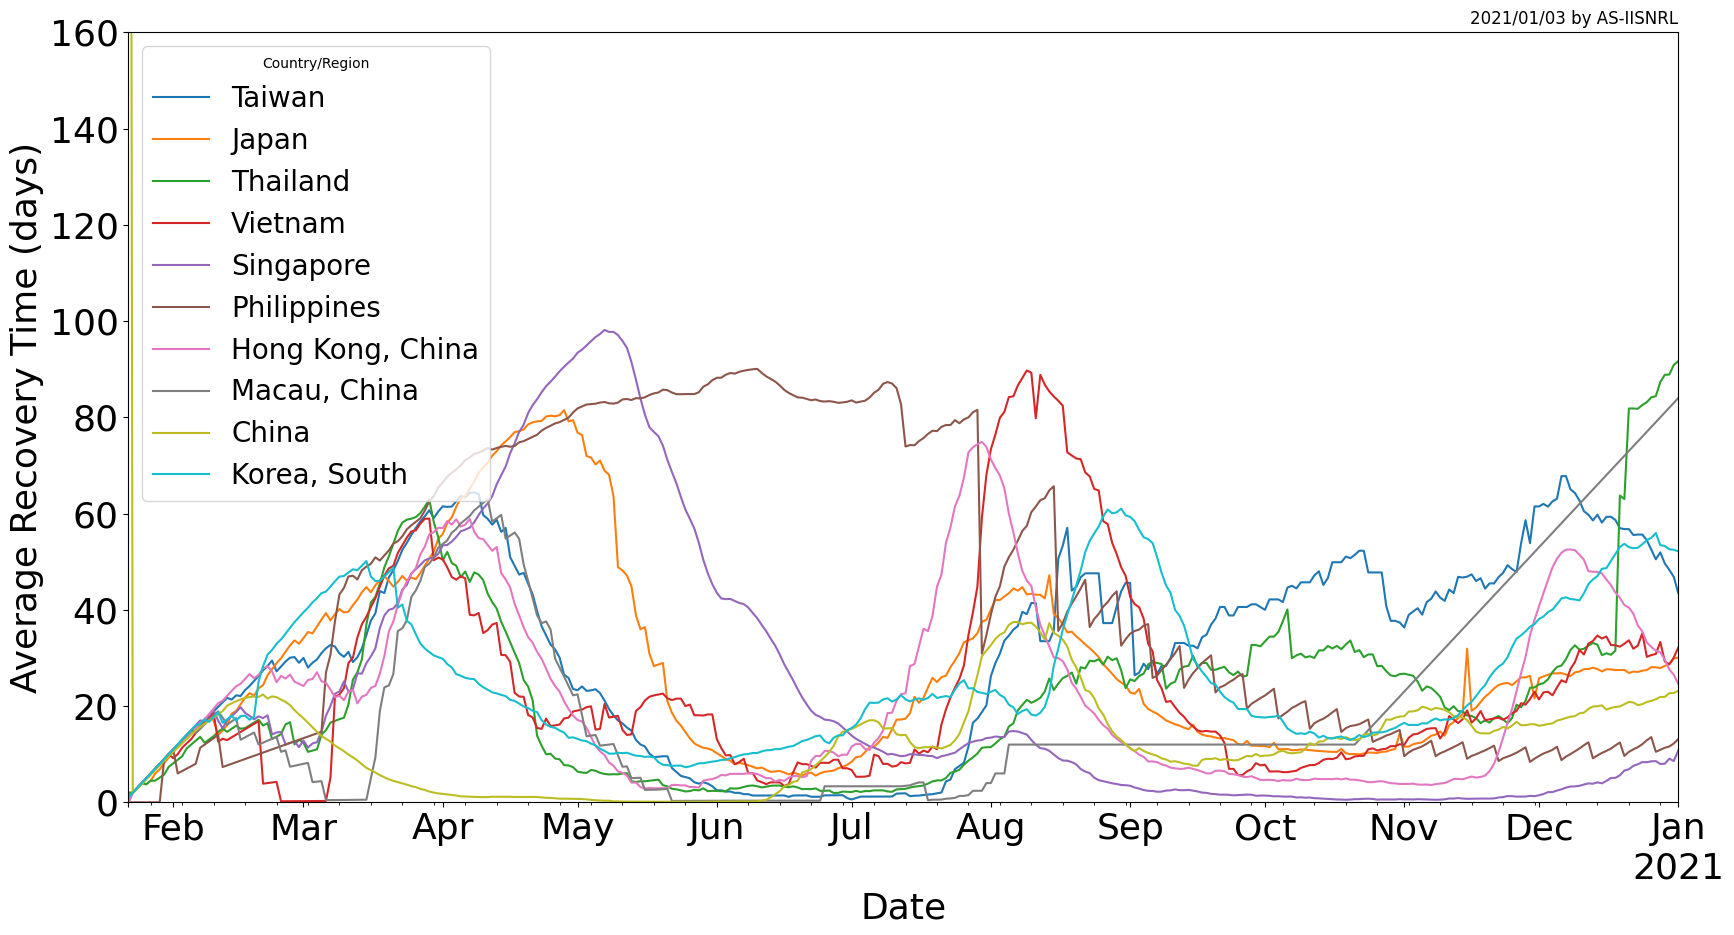 2021/01/03 by AS-IISNRL
Average Recovery Time (days)
160
140
120
100
80
60
40
20
0
Country/Region
Taiwan
Japan
Thailand
Vietnam
Singapore
Philippines
Hong Kong, China
Macau, China
China
Korea, South
Feb Mar Apr May Jun Jul Aug Sep Oct Nov Dec Jan
2021
Date